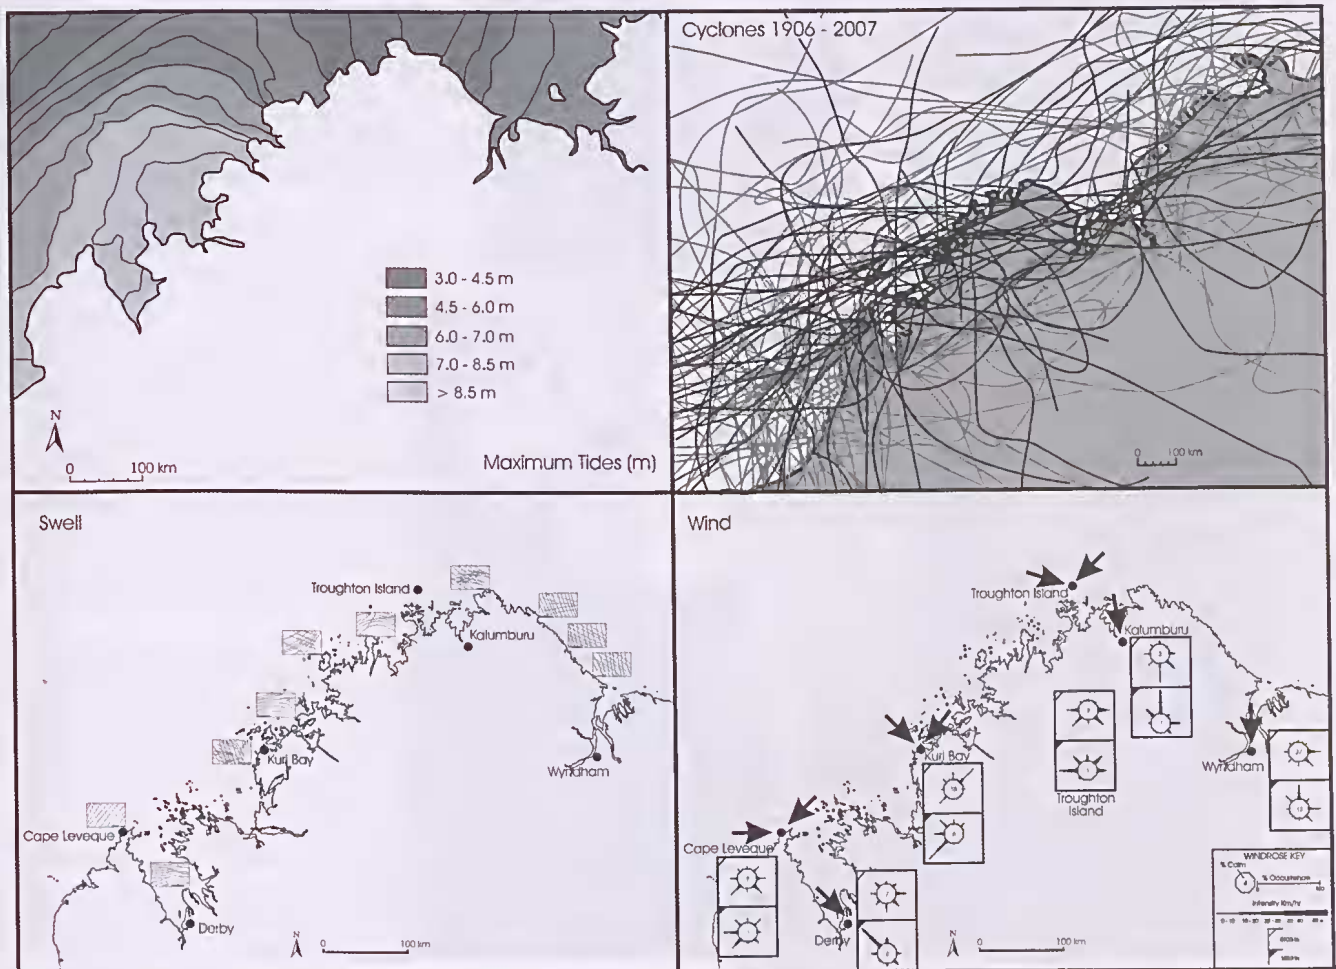 3.0 - 4.5 m
4.5 - 6.0 m
6.0 - 7.0 m
7.0 - 8.5 m
> 8.5 m
N
0 100 km
Maximum Tides (m)
Cyclones 1906 - 2007
0 100 km
Swell
Troughton Island
Kalumburu
Kuri Bay
Wyndham
Cape Leveque
Derby
N
0 100 km
Wind
Troughton Island
Kalumburu
Kuri Bay
Wyndham
Troughton
Island
Cape Leveque
Derby
N
0 100 km
WINDROSE KEY
% Calm
% Occurrence
Intensity Km/hr